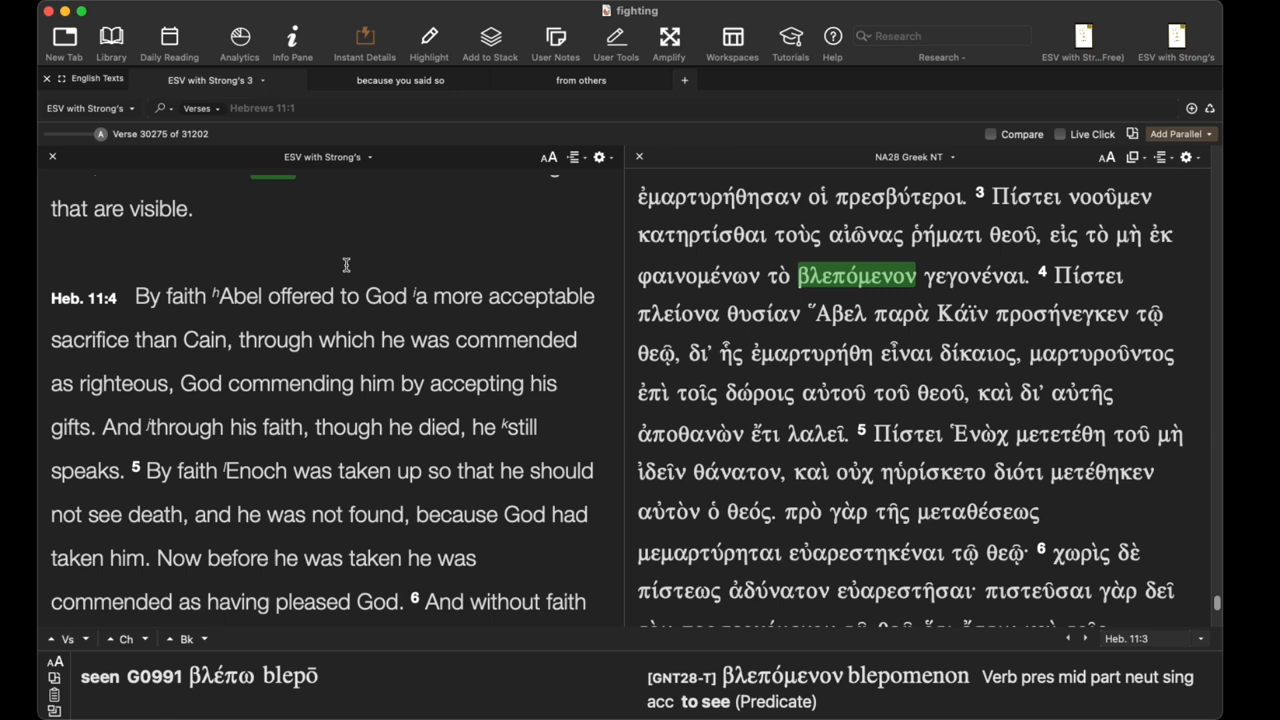 fighting
New Tab Library Daily Reading Analytics Info Pane Instant Details Highlight Add to Stack User Notes User Tools Amplify Workspaces Tutorials Help Research Research - ESV with Str...Free) ESV with Strong's
English Texts ESV with Strong's 3 because you said so from others +
ESV with Strong's Verses Hebrews 11:1
A Verse 30275 of 31202 Compare Live Click Add Parallel
ESV with Strong's
that are visible.
Heb. 11:4 By faith ʰAbel offered to God ⁱa more acceptable
sacrifice than Cain, through which he was commended
as righteous, God commending him by accepting his
gifts. And ʲthrough his faith, though he died, he ᵏstill
speaks. 5 By faith ˡEnoch was taken up so that he should
not see death, and he was not found, because God had
taken him. Now before he was taken he was
commended as having pleased God. 6 And without faith
NA28 Greek NT
ἐμαρτυρήθησαν οἱ πρεσβύτεροι. 3 Πίστει νοοῦμεν
κατηρτίσθαι τοὺς αἰῶνας ῥήματι θεοῦ, εἰς τὸ μὴ ἐκ
φαινομένων τὸ βλεπόμενον γεγονέναι. 4 Πίστει
πλείονα θυσίαν Ἅβελ παρὰ Κάϊν προσήνεγκεν τῷ
θεῷ, δι’ ἧς ἐμαρτυρήθη εἶναι δίκαιος, μαρτυροῦντος
ἐπὶ τοῖς δώροις αὐτοῦ τοῦ θεοῦ, καὶ δι’ αὐτῆς
ἀποθανὼν ἔτι λαλεῖ. 5 Πίστει Ἑνὼχ μετετέθη τοῦ μὴ
ἰδεῖν θάνατον, καὶ οὐχ ηὑρίσκετο διότι μετέθηκεν
αὐτὸν ὁ θεός. πρὸ γὰρ τῆς μεταθέσεως
μεμαρτύρηται εὐαρεστηκέναι τῷ θεῷ· 6 χωρὶς δὲ
πίστεως ἀδύνατον εὐαρεστῆσαι· πιστεῦσαι γὰρ δεῖ
Vs Ch Bk Heb. 11:3
seen G0991 βλέπω blepō
[GNT28-T] βλεπόμενον blepomenon Verb pres mid part neut sing
acc to see (Predicate)